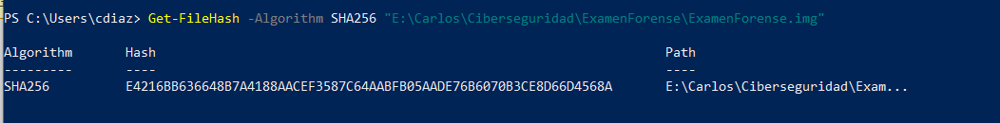 PS C:\Users\cdiaz> Get-FileHash -Algorithm SHA256 "E:\Carlos\Ciberseguridad\ExamenForense\ExamenForense.img"
Algorithm Hash Path
--------- ---- ----
SHA256 E4216BB636648B7A4188AACEF3587C64AABFB05AADE76B6070B3CE8D66D4568A E:\Carlos\Ciberseguridad\Exam...